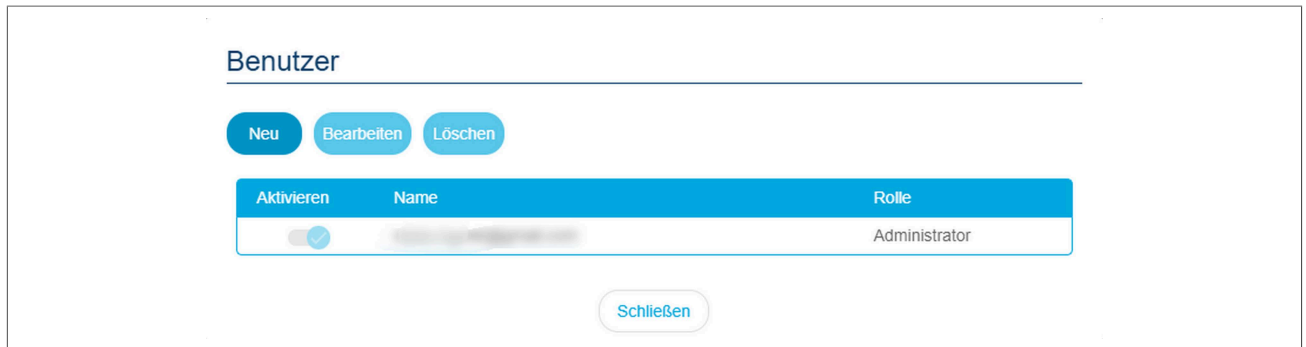 Benutzer
Neu Bearbeiten Löschen
Aktivieren Name Rolle
Administrator
Schließen